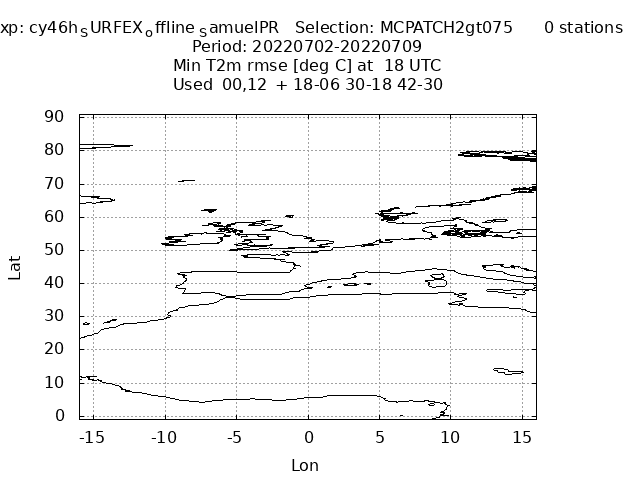 xp: cy46hSURFEXofflineSamuelPR Selection: MCPATCH2gt075 0 stations
Period: 20220702-20220709
Min T2m rmse [deg C] at 18 UTC
Used 00,12 + 18-06 30-18 42-30
90
80
70
60
50
40
30
20
10
0
Lat
-15 -10 -5 0 5 10 15
Lon